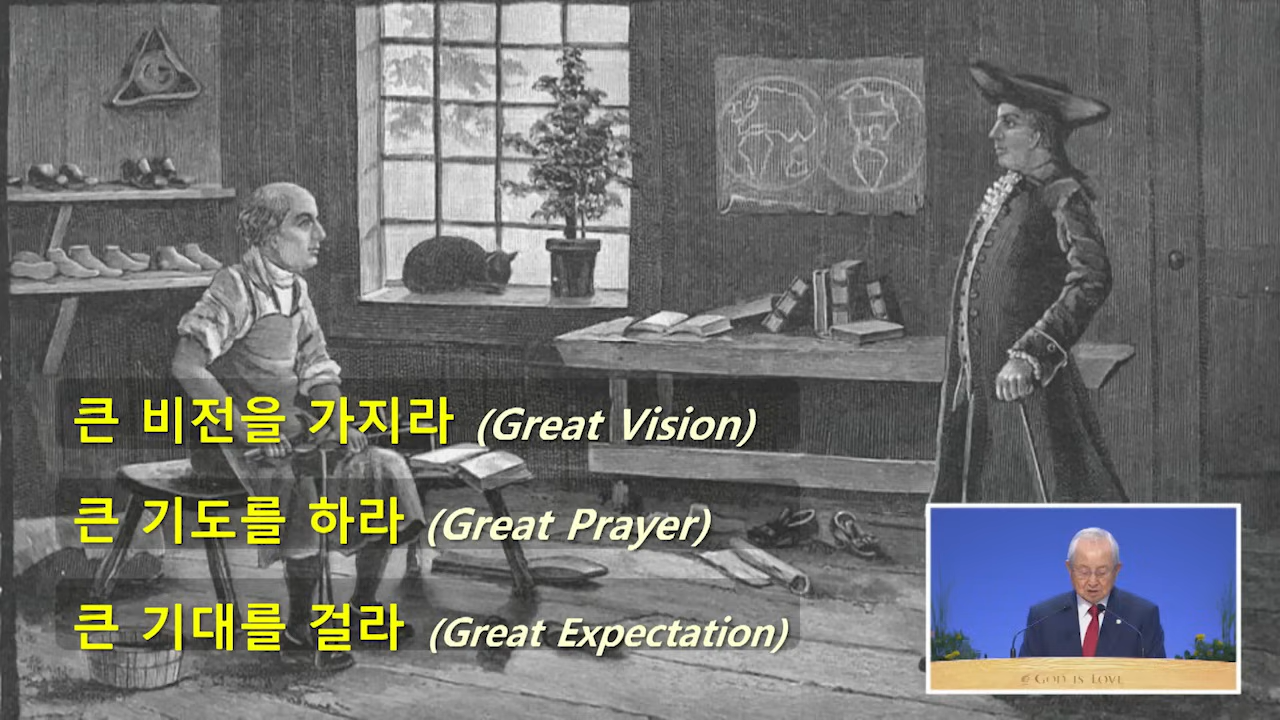 큰 비전을 가지라 (Great Vision)
큰 기도를 하라 (Great Prayer)
큰 기대를 걸라 (Great Expectation)
GOD IS LOVE